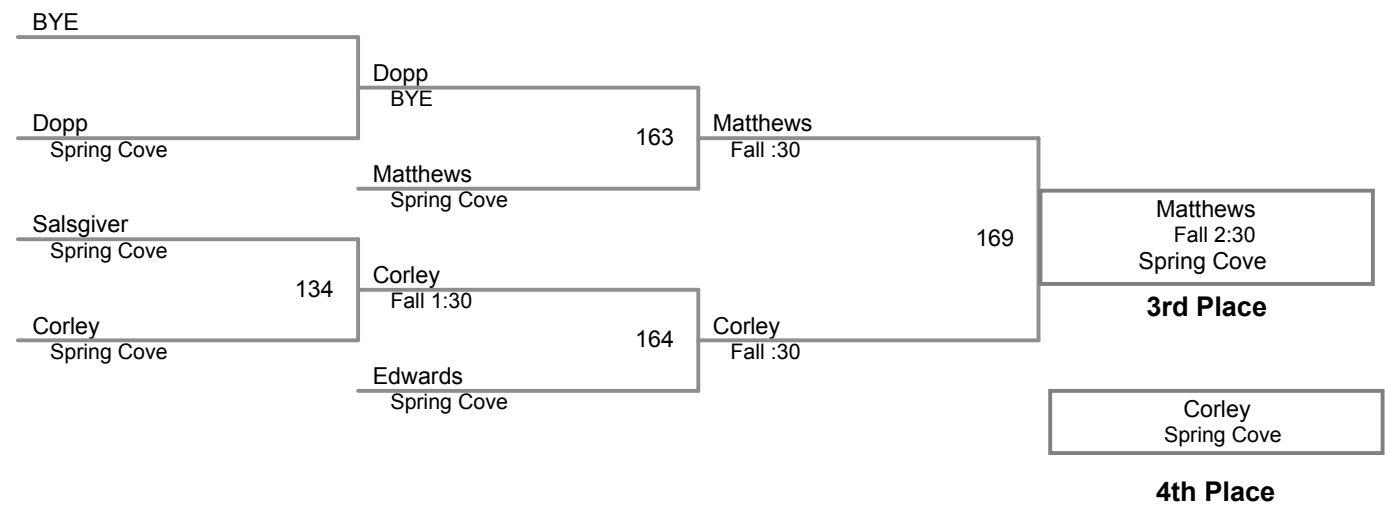 BYE
Dopp
Spring Cove
Salsgiver
Spring Cove
134
Corley
Spring Cove
Dopp
BYE
163
Matthews
Spring Cove
Corley
Fall 1:30
164
Edwards
Spring Cove
Matthews
Fall :30
169
Corley
Fall :30
Matthews
Fall 2:30
Spring Cove
3rd Place
Corley
Spring Cove
4th Place